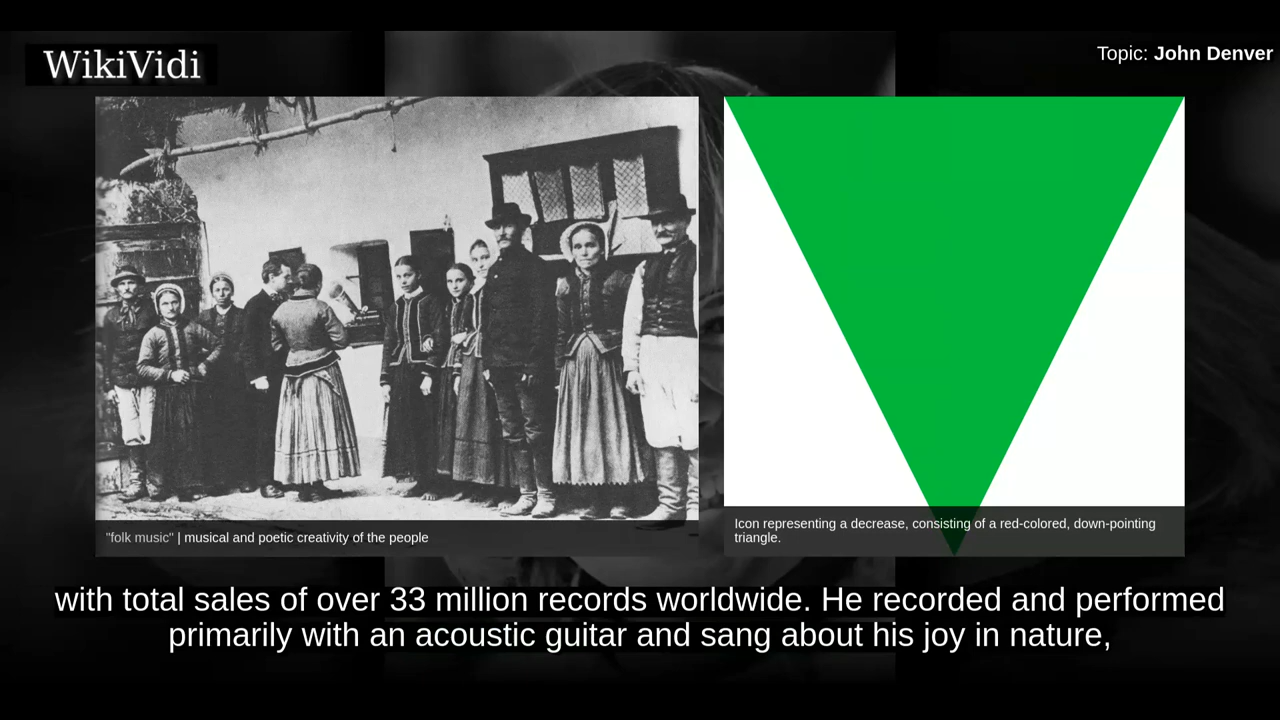 WikiVidi
Topic: John Denver
"folk music" | musical and poetic creativity of the people
Icon representing a decrease, consisting of a red-colored, down-pointing
triangle.
with total sales of over 33 million records worldwide. He recorded and performed
primarily with an acoustic guitar and sang about his joy in nature,